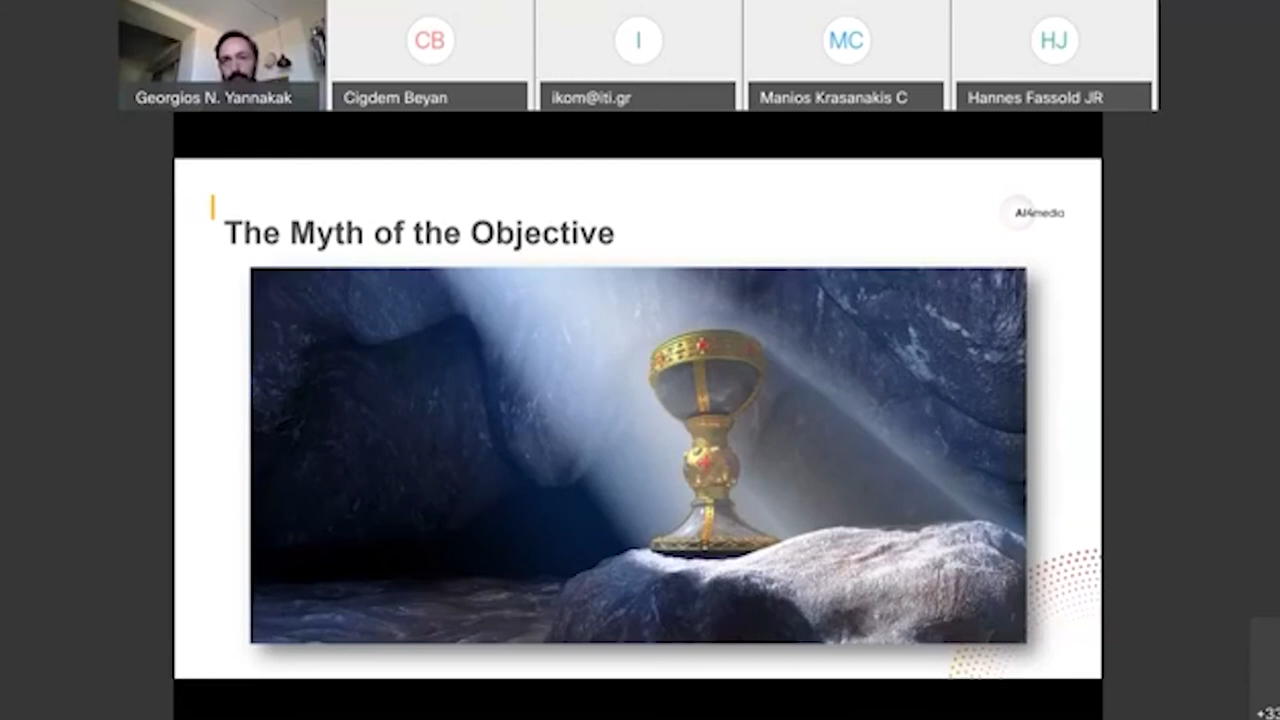 CB
I
MC
HJ
Georgios N. Yannakak
Cigdem Beyan
ikom@iti.gr
Manios Krasanakis C
Hannes Fassold JR
The Myth of the Objective
AI4media